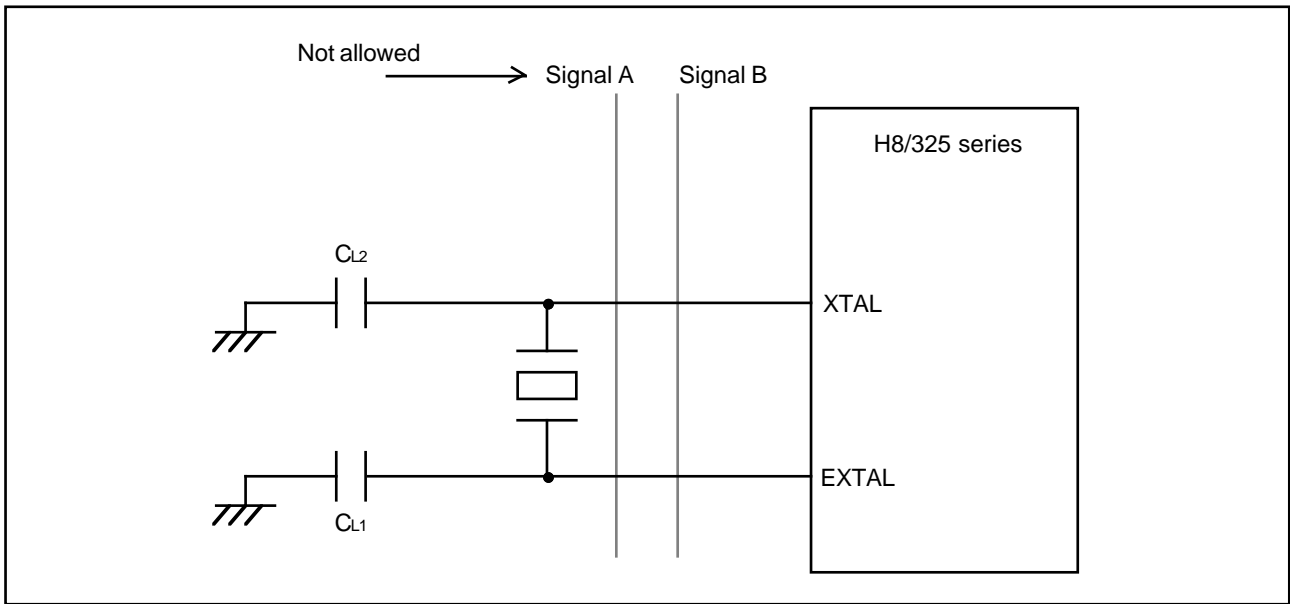 Not allowed
Signal A
Signal B
H8/325 series
CL2
XTAL
EXTAL
CL1